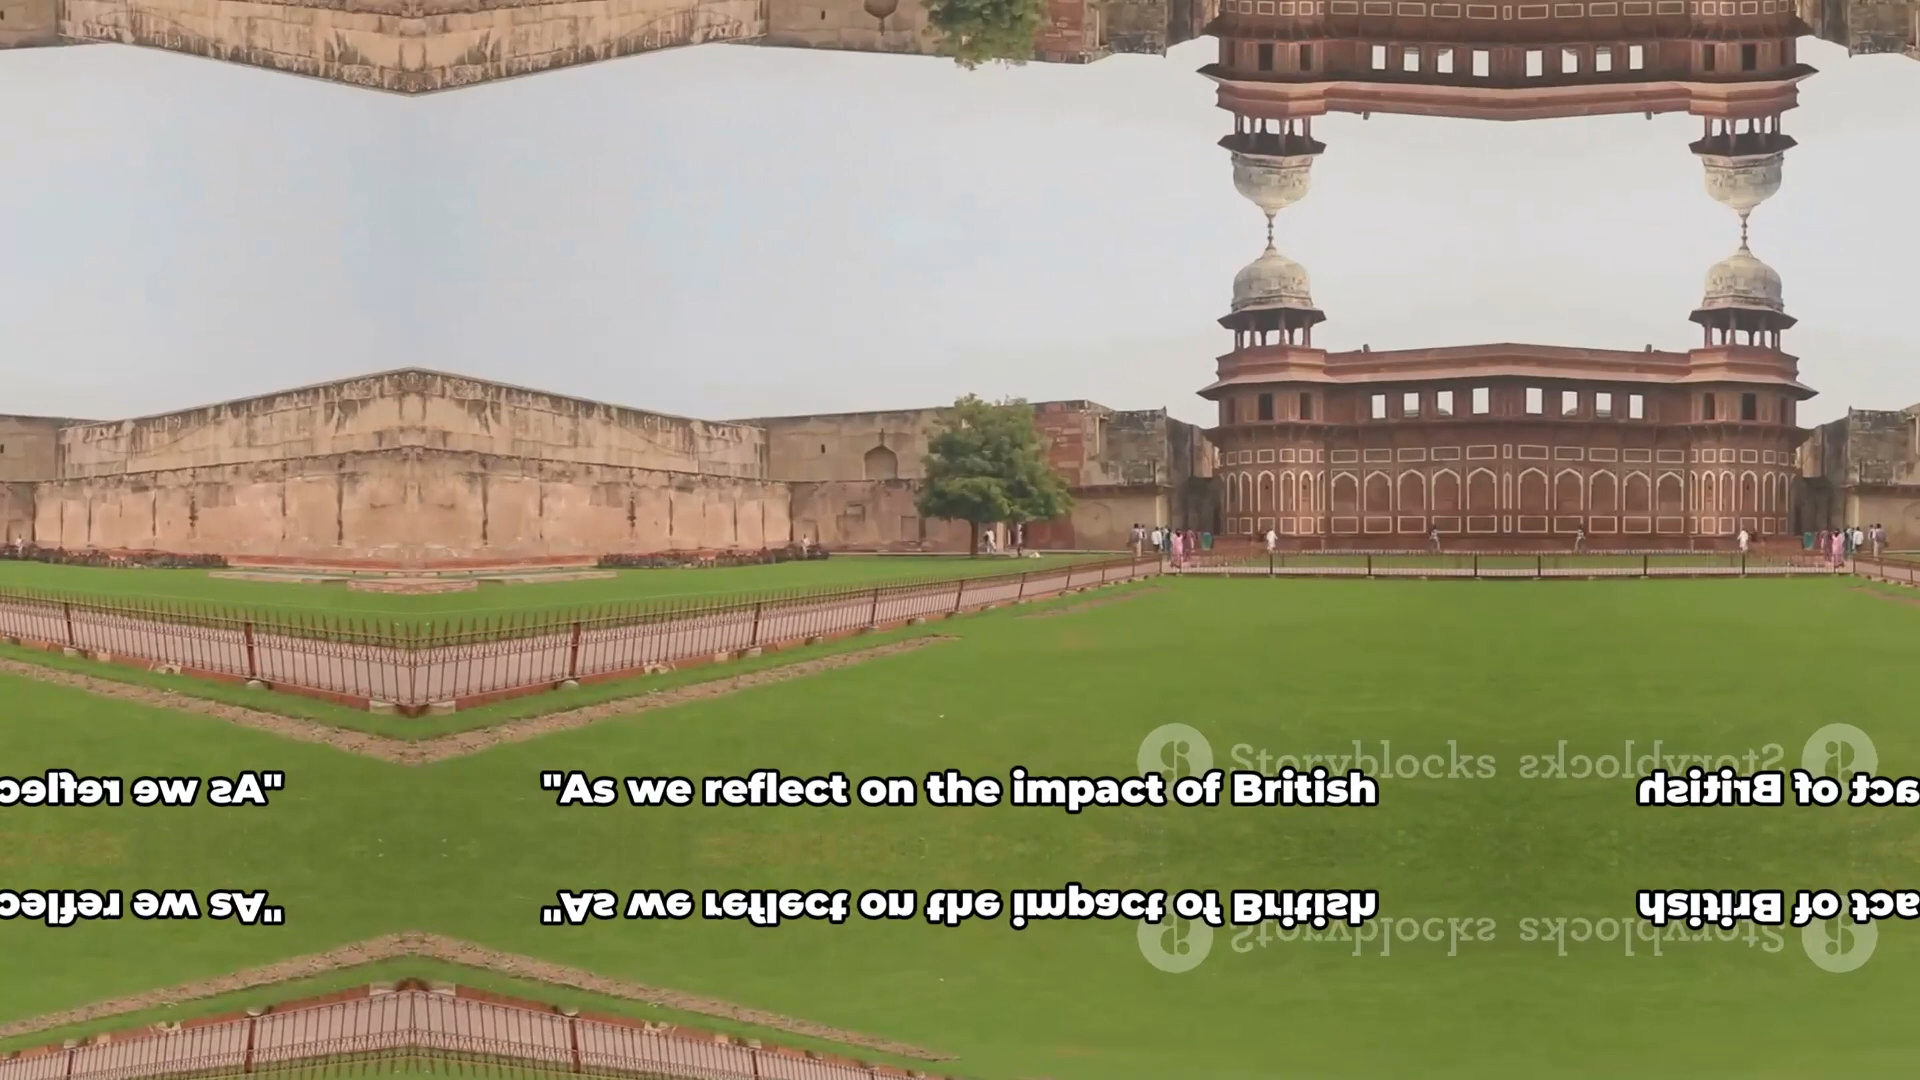 Storyblocks
"As we reflect on the impact of British